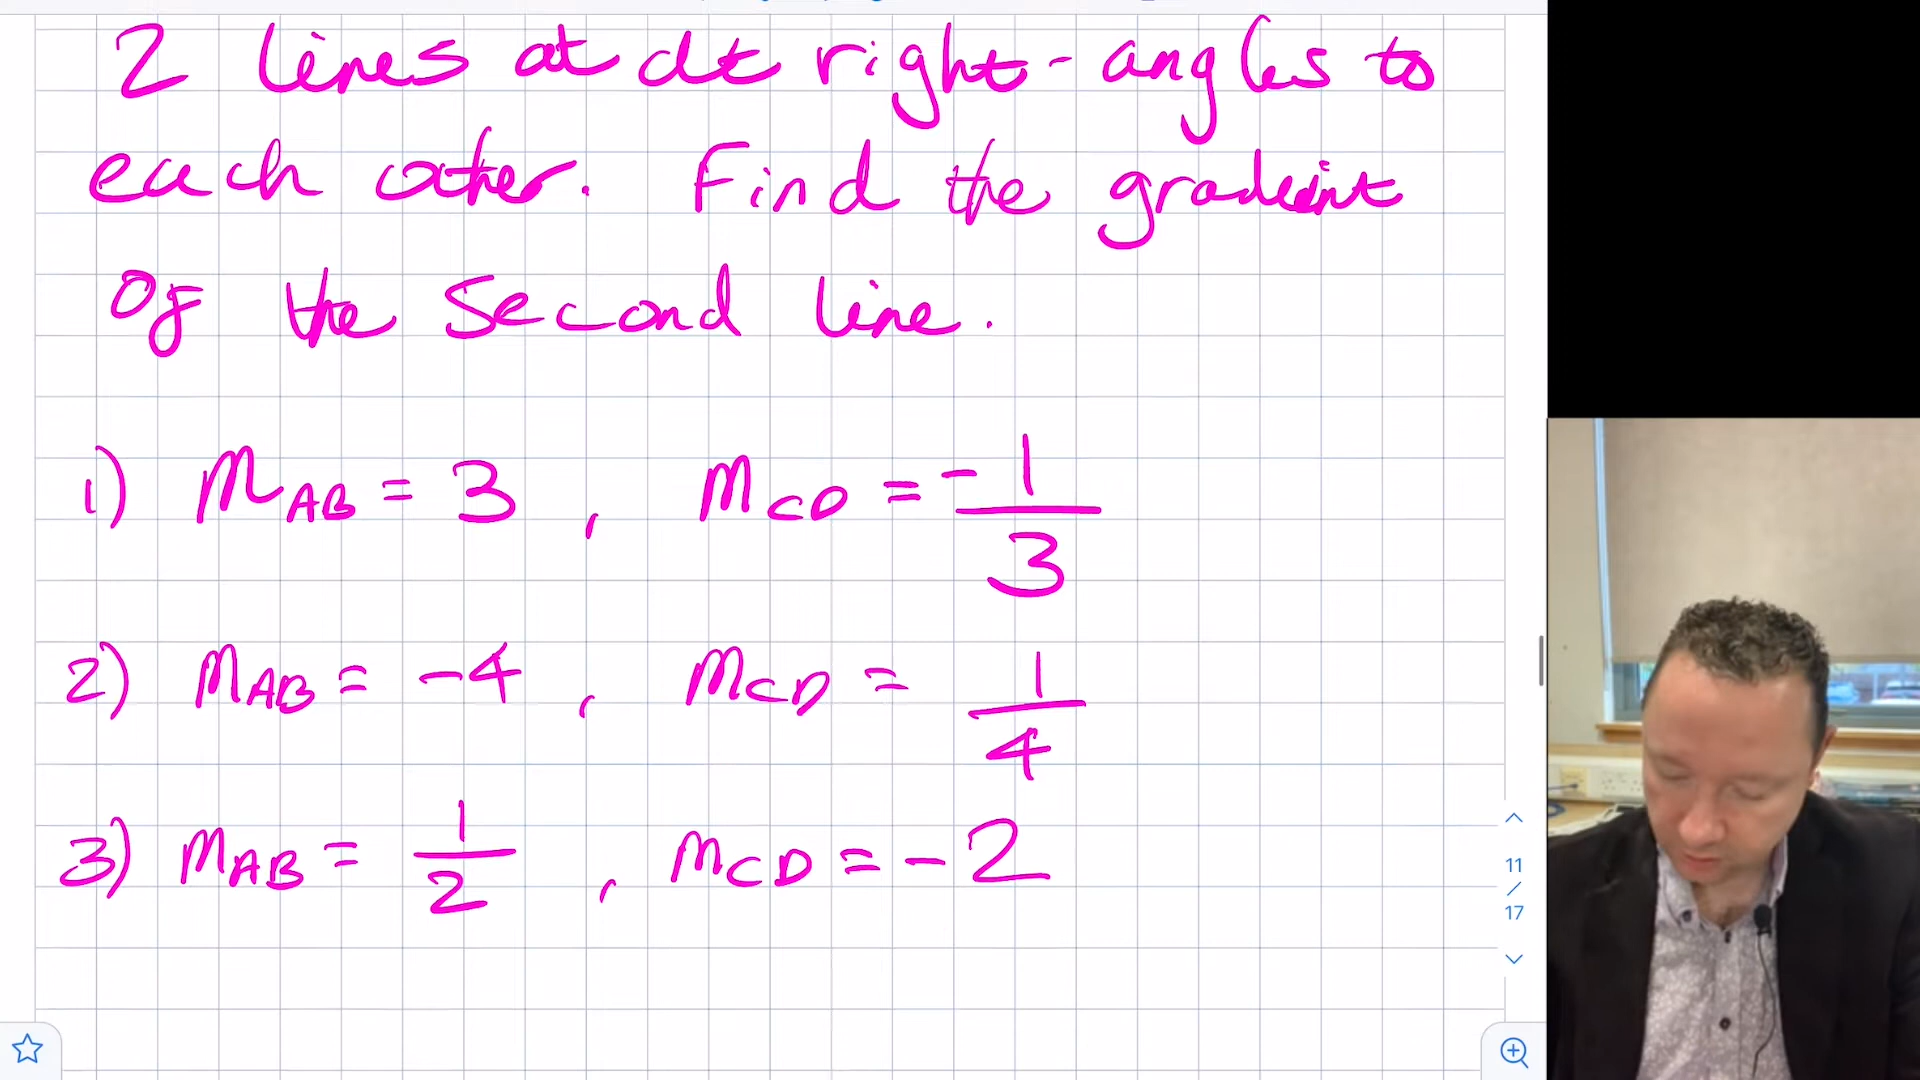 2 lines at at right-angles to
each other. Find the gradient
of the second line.
1) MAB = 3 , MCD = -1/3
2) MAB = -4 , MCD = 1/4
3) MAB = 1/2 , MCD = -2
11
/
17